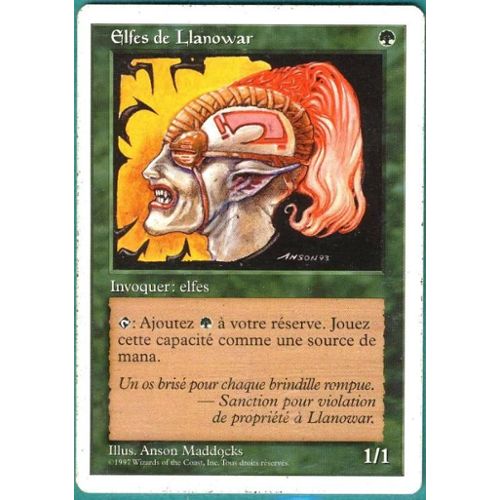 Elfes de Llanowar
ANSON93
Invoquer: elfes
: Ajoutez à votre réserve. Jouez
cette capacité comme une source de
mana.
Un os brisé pour chaque brindille rompue.
— Sanction pour violation
de propriété à Llanowar.
Illus. Anson Maddocks
©1997 Wizards of the Coast, Inc. Tous droits réservés.
1/1